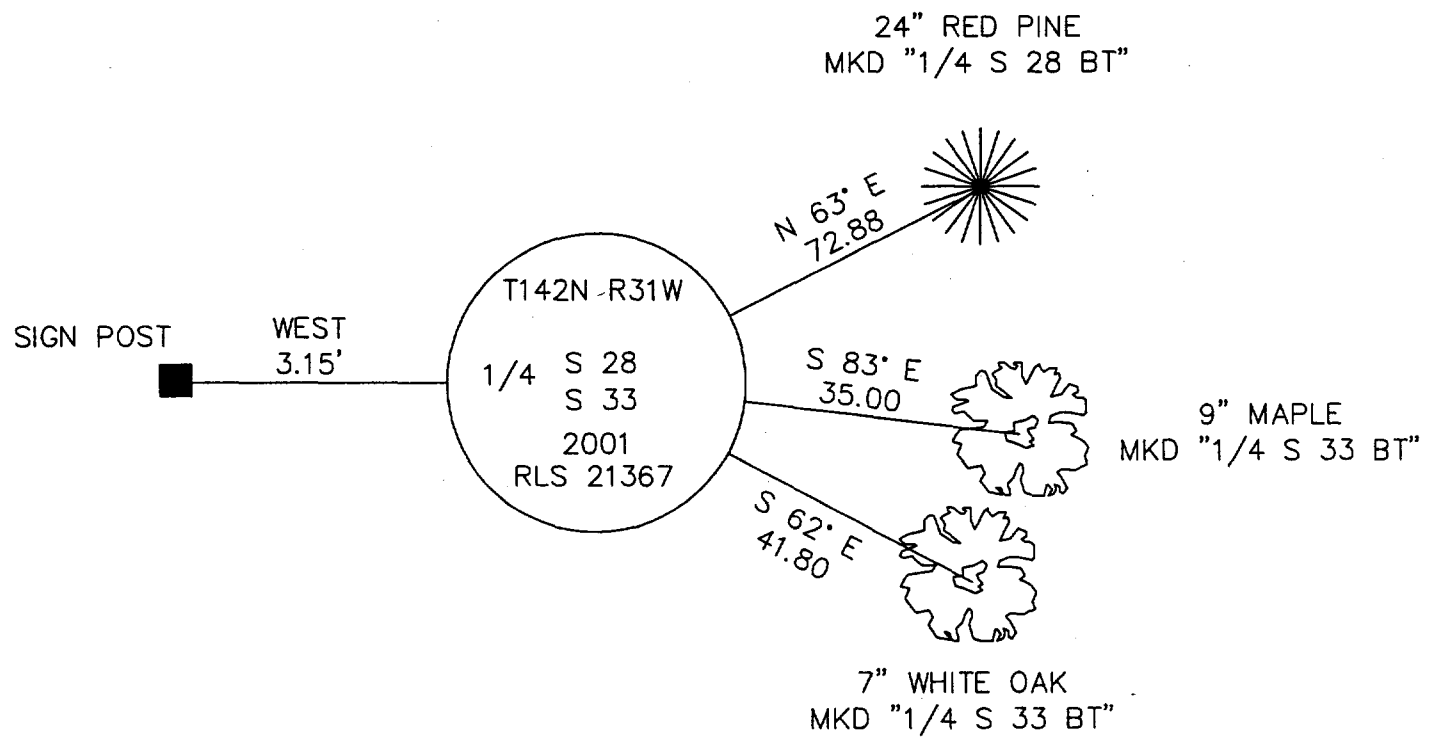 24" RED PINE
MKD "1/4 S 28 BT"
N 63° E
72.88
T142N-R31W
SIGN POST
WEST
3.15'
1/4 S 28
S 33
2001
RLS 21367
S 83° E
35.00
9" MAPLE
MKD "1/4 S 33 BT"
S 62° E
41.80
7" WHITE OAK
MKD "1/4 S 33 BT"